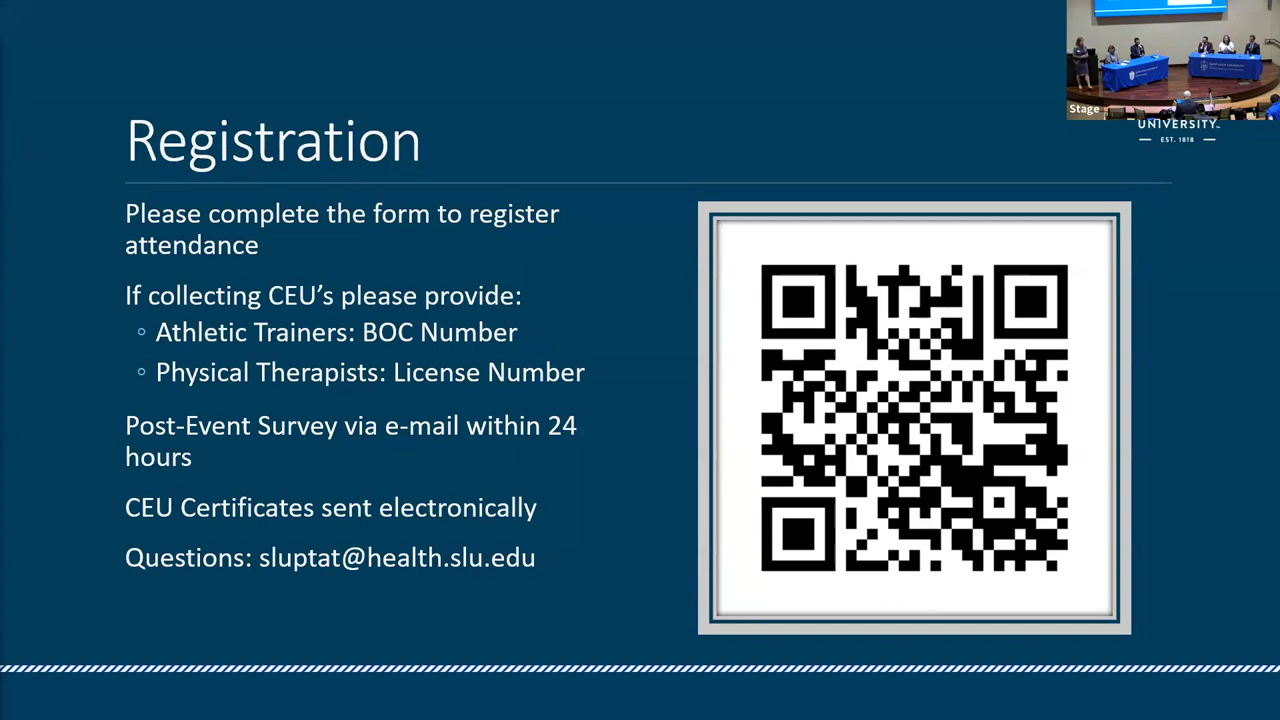 Stage
UNIVERSITY
EST. 1818
Registration
Please complete the form to register
attendance
If collecting CEU’s please provide:
Athletic Trainers: BOC Number
Physical Therapists: License Number
Post-Event Survey via e-mail within 24
hours
CEU Certificates sent electronically
Questions: sluptat@health.slu.edu